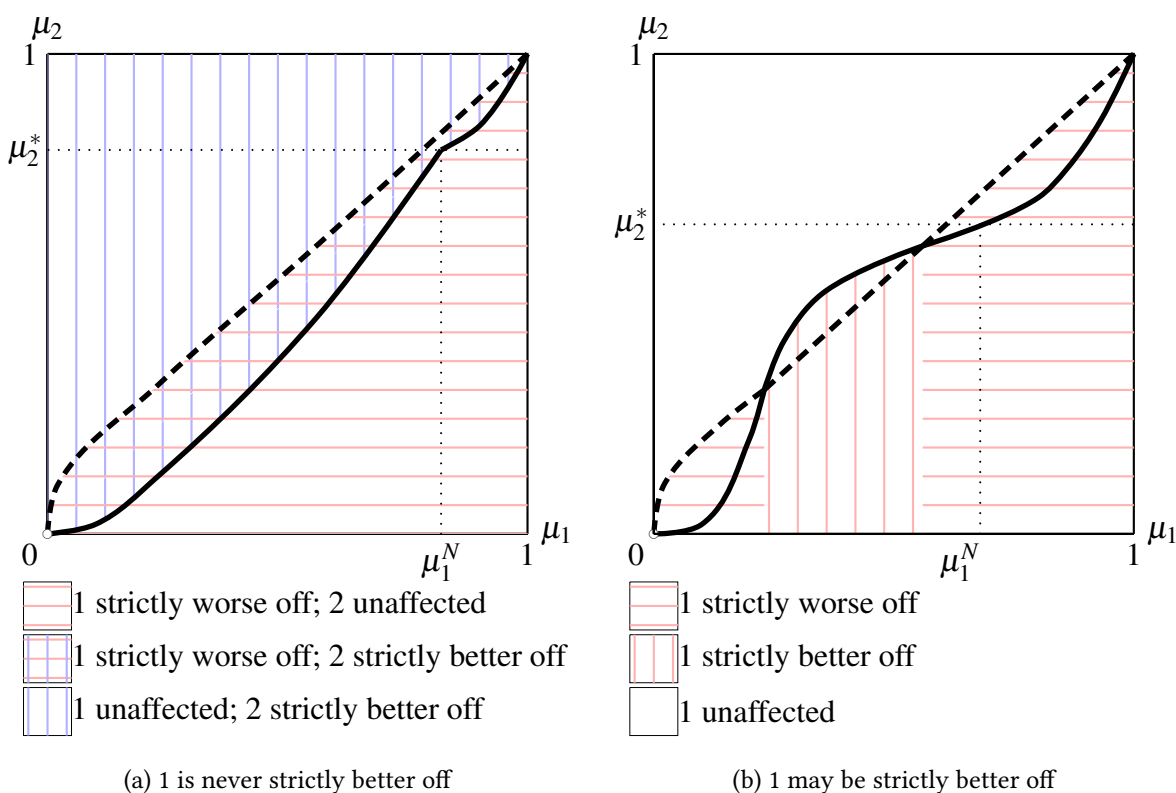 μ₂
1
μ₂*
0
μ₁ᴺ
1
μ₁
1 strictly worse off; 2 unaffected
1 strictly worse off; 2 strictly better off
1 unaffected; 2 strictly better off
(a) 1 is never strictly better off
μ₂
1
μ₂*
0
μ₁ᴺ
1
μ₁
1 strictly worse off
1 strictly better off
1 unaffected
(b) 1 may be strictly better off